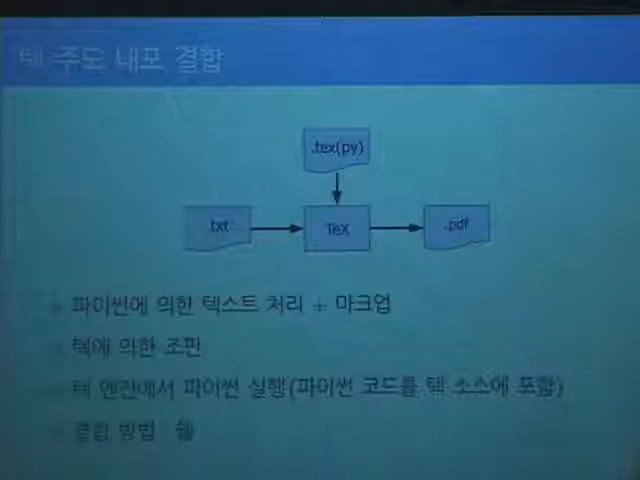 텍 주도 내포 결합
.tex(py)
.txt
TeX
.pdf
파이썬에 의한 텍스트 처리 + 마크업
텍에 의한 조판
텍 엔진에서 파이썬 실행(파이썬 코드를 텍 소스에 포함)
결합 방법 : 쉘